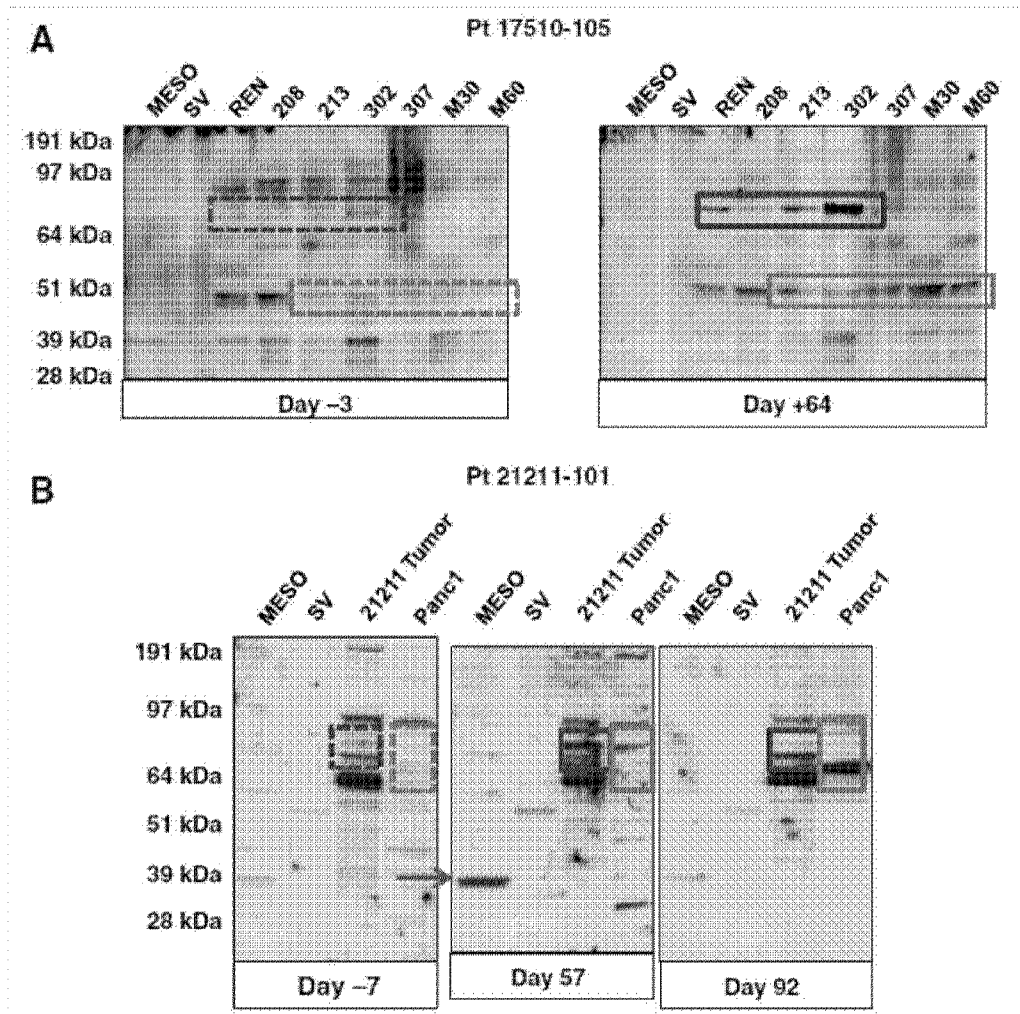 A
Pt 17510-105
MESO SV REN 208 213 302 307 M30 M60
MESO SV REN 208 213 302 307 M30 M60
191 kDa
97 kDa
64 kDa
51 kDa
39 kDa
28 kDa
Day –3
Day +64
B
Pt 21211-101
MESO SV 21211 Tumor Panc1
MESO SV 21211 Tumor Panc1
MESO SV 21211 Tumor Panc1
191 kDa
97 kDa
64 kDa
51 kDa
39 kDa
28 kDa
Day –7
Day 57
Day 92